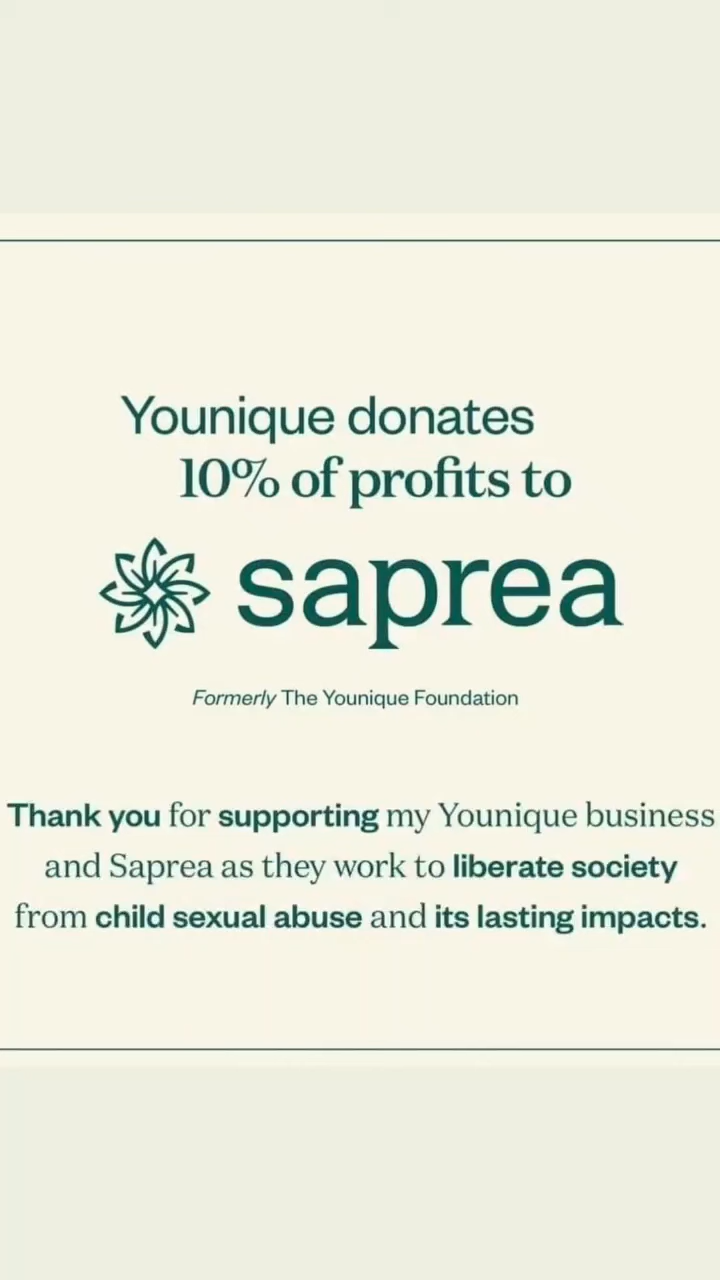 Younique donates
10% of profits to
saprea
Formerly The Younique Foundation
Thank you for supporting my Younique business
and Saprea as they work to liberate society
from child sexual abuse and its lasting impacts.